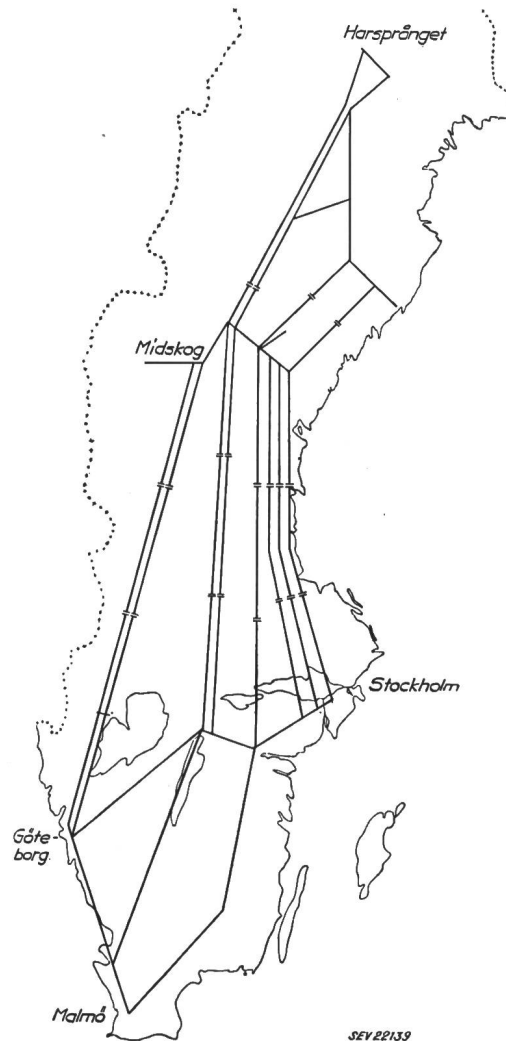 Harsprånget
Midskog
Stockholm
Göte-
borg.
Malmö
SEV 22139